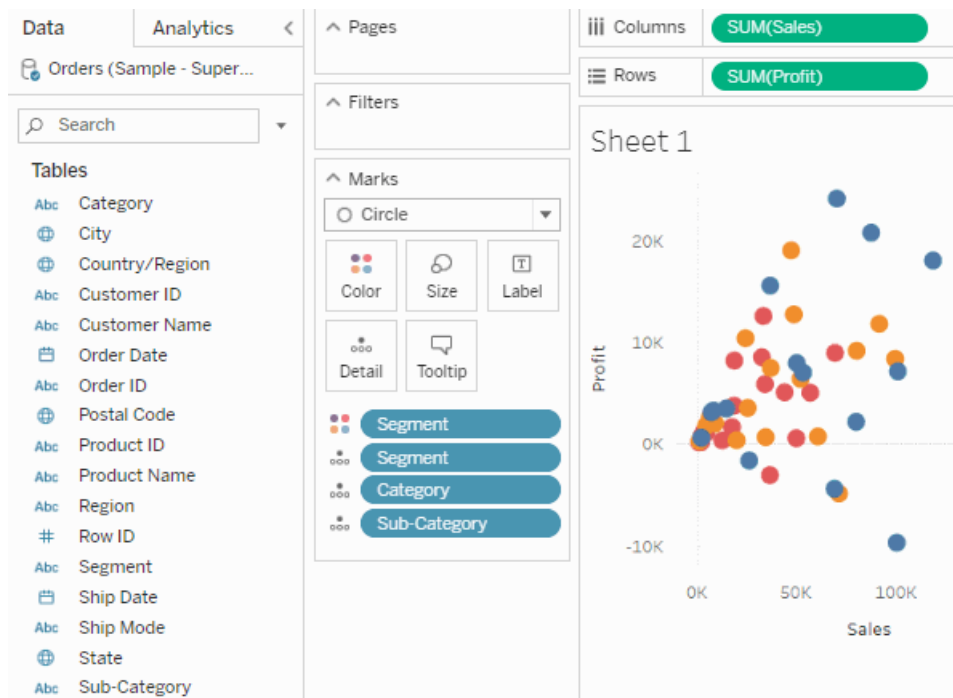 Data
Analytics
Orders (Sample - Super...
Search
Tables
Abc Category
City
Country/Region
Abc Customer ID
Abc Customer Name
Order Date
Abc Order ID
Postal Code
Abc Product ID
Abc Product Name
Abc Region
# Row ID
Abc Segment
Ship Date
Abc Ship Mode
State
Abc Sub-Category
Pages
Filters
Marks
Circle
Color
Size
T
Label
Detail
Tooltip
Segment
Segment
Category
Sub-Category
Columns
SUM(Sales)
Rows
SUM(Profit)
Sheet 1
Profit
20K
10K
0K
-10K
0K
50K
100K
Sales